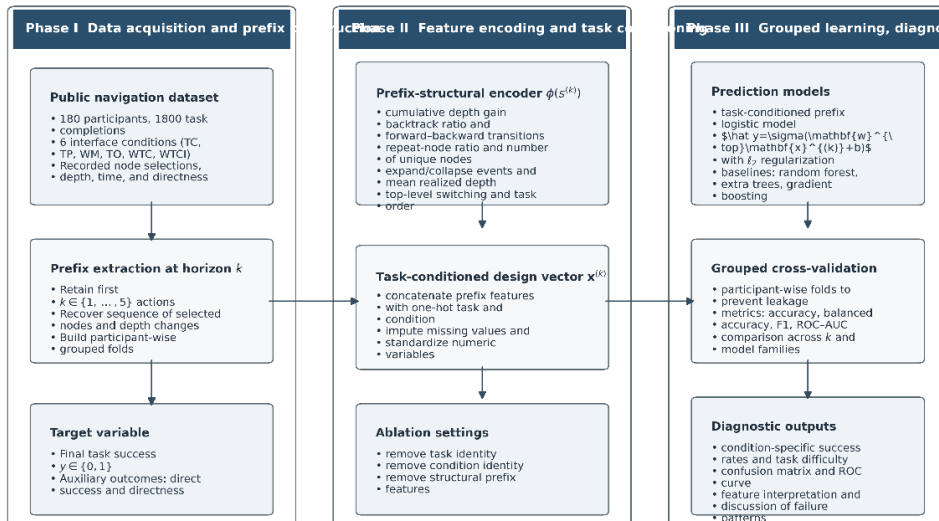 Phase I  Data acquisition and prefix construction
Public navigation dataset
• 180 participants, 1800 task
• completions
• 6 interface conditions (TC,
• TP, WM, TO, WTC, WTCI)
• Recorded node selections,
• depth, time, and directness
Prefix extraction at horizon k
• Retain first
• k ∈ {1, …, 5} actions
• Recover sequence of selected
• nodes and depth changes
• Build participant-wise
• grouped folds
Target variable
• Final task success
• y ∈ {0, 1}
• Auxiliary outcomes: direct
• success and directness
Phase II  Feature encoding and task conditioning
Prefix-structural encoder ϕ(s⁽ᵏ⁾)
• cumulative depth gain
• backtrack ratio and
• forward–backward transitions
• repeat-node ratio and number
• of unique nodes
• expand/collapse events and
• mean realized depth
• top-level switching and task
• order
Task-conditioned design vector x⁽ᵏ⁾
• concatenate prefix features
• with one-hot task and
• condition
• impute missing values and
• standardize numeric
• variables
Ablation settings
• remove task identity
• remove condition identity
• remove structural prefix
• features
Phase III  Grouped learning, diagno
Prediction models
• task-conditioned prefix
• logistic model
• $\hat y=\sigma(\mathbf{w}^{\
• top}\mathbf{x}^{(k)}+b)$
• with ℓ₂ regularization
• baselines: random forest,
• extra trees, gradient
• boosting
Grouped cross-validation
• participant-wise folds to
• prevent leakage
• metrics: accuracy, balanced
• accuracy, F1, ROC–AUC
• comparison across k and
• model families
Diagnostic outputs
• condition-specific success
• rates and task difficulty
• confusion matrix and ROC
• curve
• feature interpretation and
• discussion of failure
• patterns